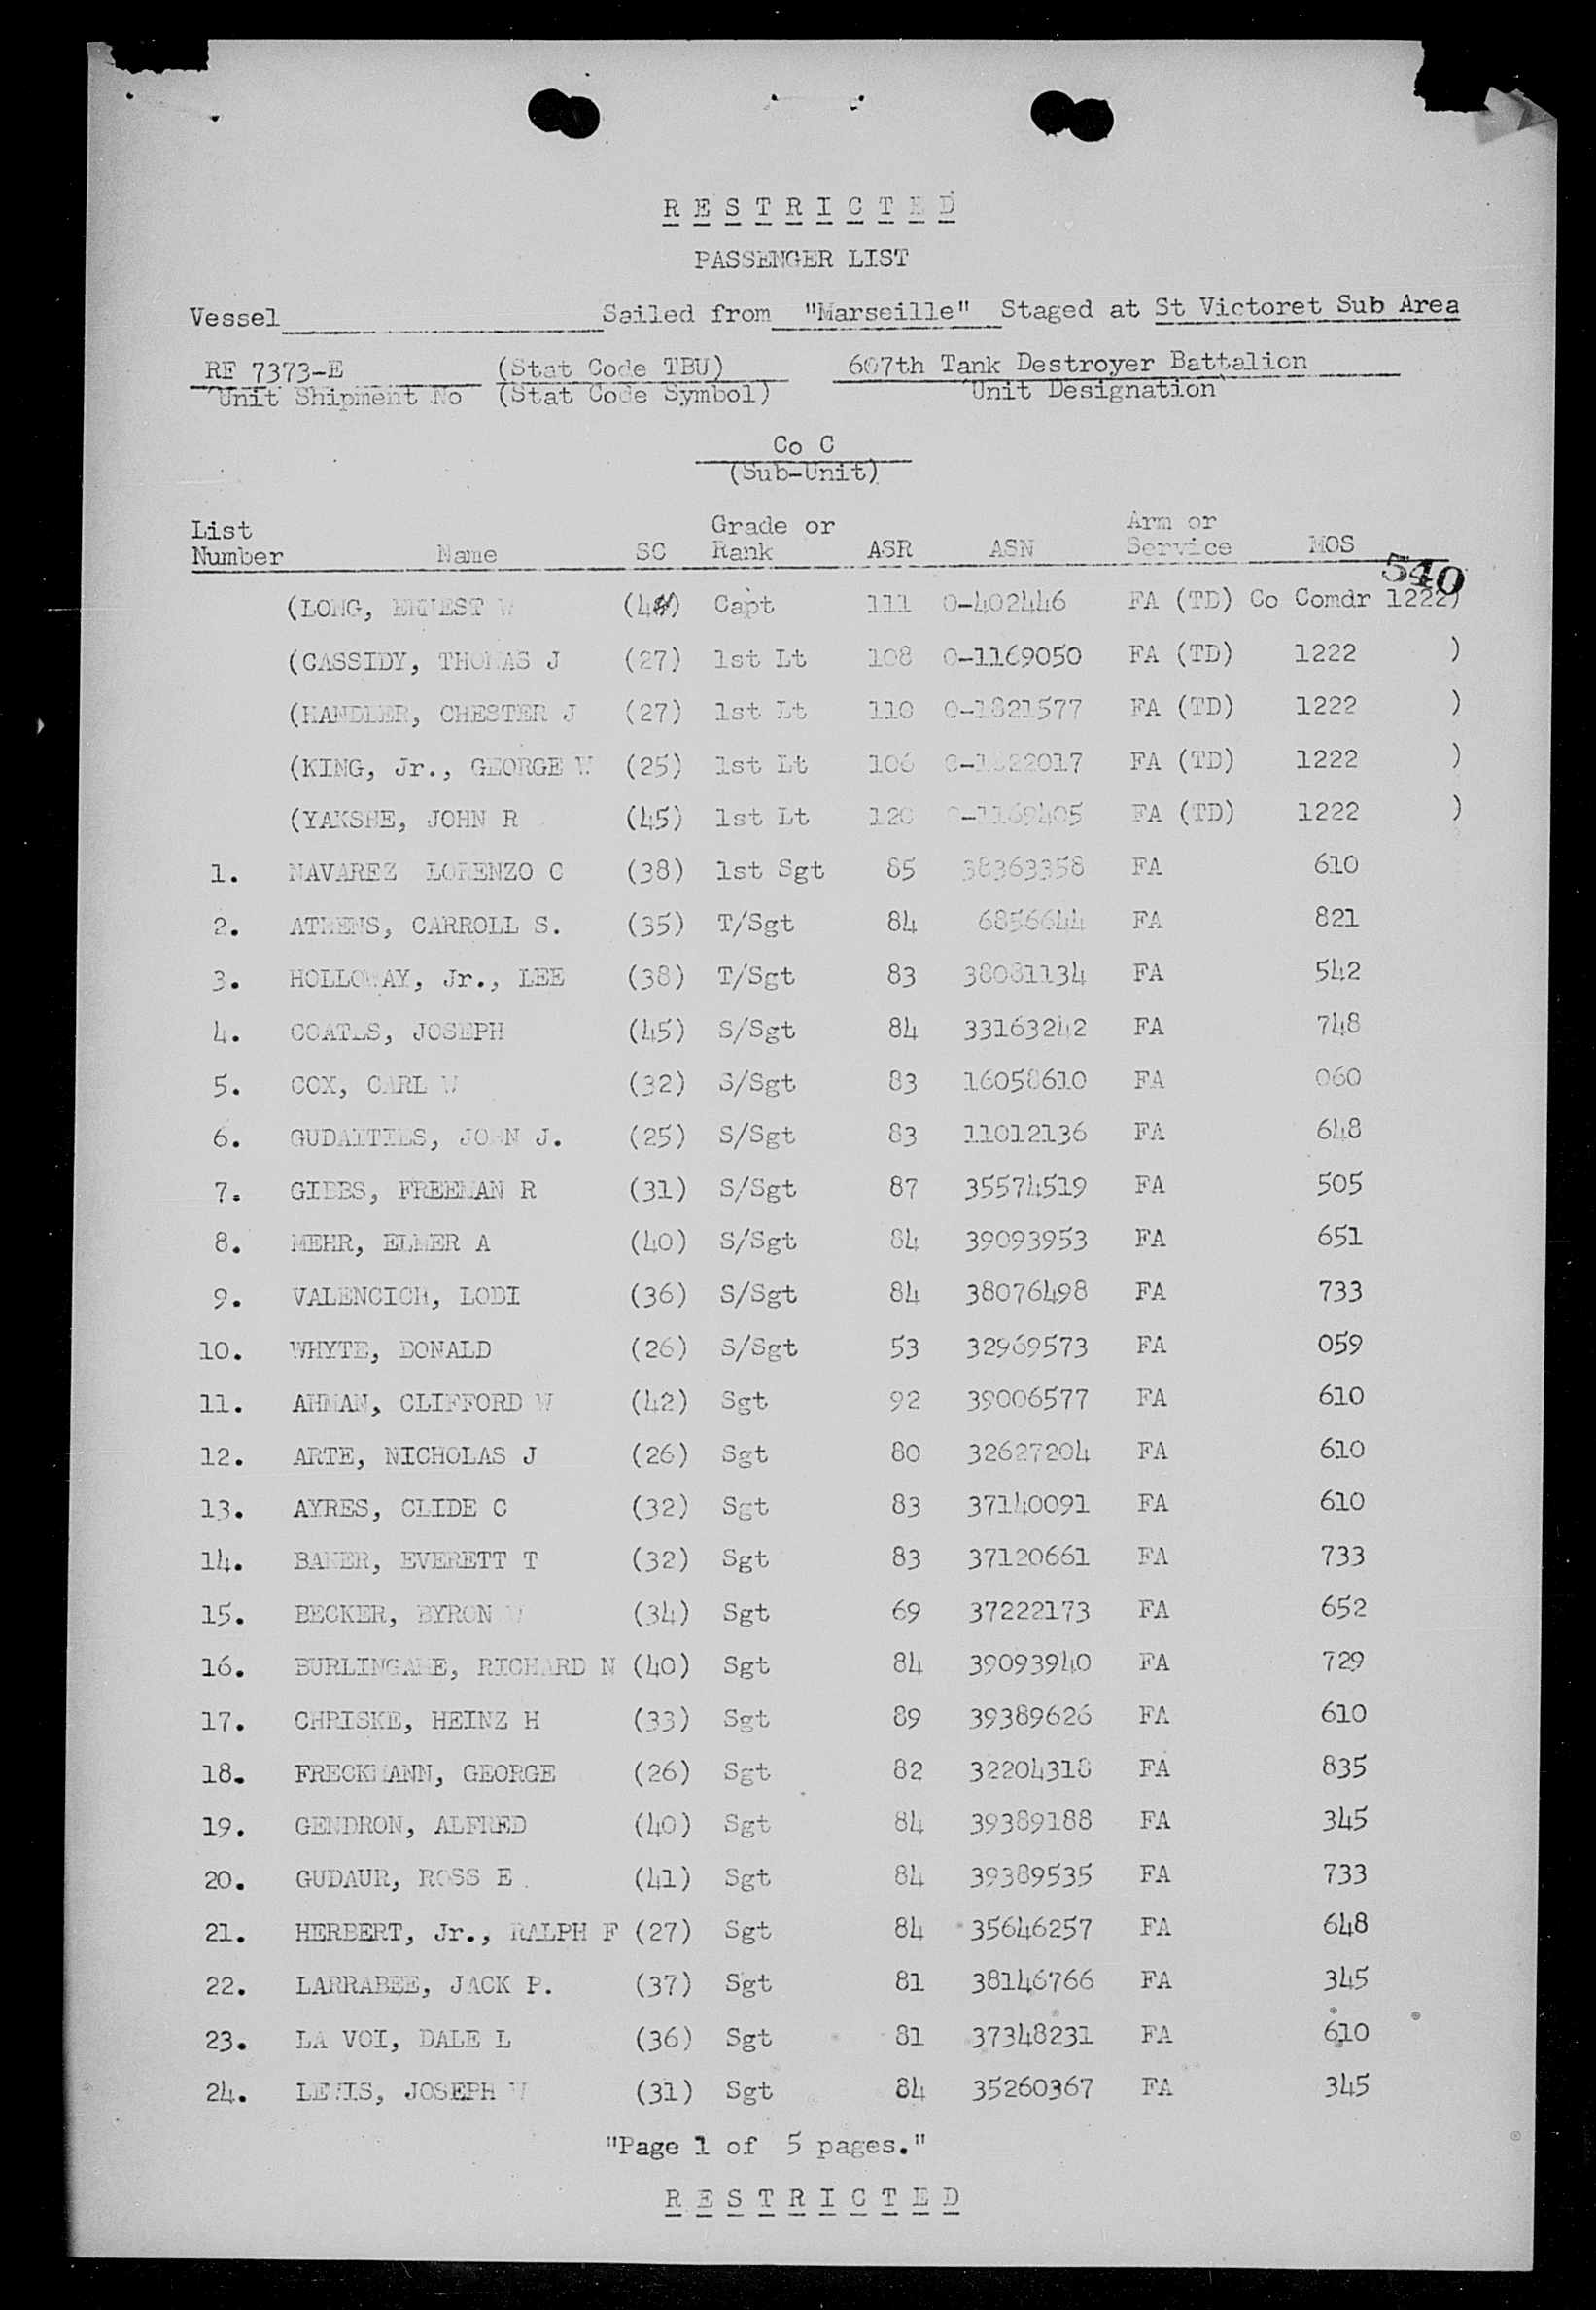 R E S T R I C T E D
PASSENGER LIST
Vessel Sailed from "Marseille" Staged at St Victoret Sub Area
RE 7373-E (Stat Code TBU) 607th Tank Destroyer Battalion
Unit Shipment No (Stat Code Symbol) Unit Designation
Co C
(Sub-Unit)
List Grade or Arm or
Number Name SC Rank ASR ASN Service MOS
540
(LONG, ERNEST W Capt 111 O-402446 FA (TD) Co Comdr 1222)
(CASSIDY, THOMAS J (27) 1st Lt 108 O-1169050 FA (TD) 1222 )
(HANDLER, CHESTER J (27) 1st Lt 110 O-1821577 FA (TD) 1222 )
(KING, Jr., GEORGE W (25) 1st Lt 106 O-1822017 FA (TD) 1222 )
(YAKSHE, JOHN R (45) 1st Lt 120 O-1169405 FA (TD) 1222 )
1. NAVAREZ LORENZO C (38) 1st Sgt 85 38363358 FA 610
2. ATHENS, CARROLL S. (35) T/Sgt 84 6856644 FA 821
3. HOLLOWAY, Jr., LEE (38) T/Sgt 83 38081134 FA 542
4. COATES, JOSEPH (45) S/Sgt 84 33163242 FA 748
5. COX, CARL W (32) S/Sgt 83 16058610 FA 060
6. GUDAITIES, JOHN J. (25) S/Sgt 83 11012136 FA 648
7. GIBBS, FREEMAN R (31) S/Sgt 87 35574519 FA 505
8. MEHR, ELMER A (40) S/Sgt 84 39093953 FA 651
9. VALENCICH, LODI (36) S/Sgt 84 38076498 FA 733
10. WHYTE, DONALD (26) S/Sgt 53 32969573 FA 059
11. AHMAN, CLIFFORD W (42) Sgt 92 39006577 FA 610
12. ARTE, NICHOLAS J (26) Sgt 80 32627204 FA 610
13. AYRES, CLIDE C (32) Sgt 83 37140091 FA 610
14. BAKER, EVERETT T (32) Sgt 83 37120661 FA 733
15. BECKER, BYRON W (34) Sgt 69 37222173 FA 652
16. BURLINGAME, RICHARD N (40) Sgt 84 39093940 FA 729
17. CHRISKE, HEINZ H (33) Sgt 89 39389626 FA 610
18. FRECKMANN, GEORGE (26) Sgt 82 32204318 FA 835
19. GENDRON, ALFRED (40) Sgt 84 39389188 FA 345
20. GUDAUR, ROSS E (41) Sgt 84 39389535 FA 733
21. HERBERT, Jr., RALPH F (27) Sgt 84 35646257 FA 648
22. LARRABEE, JACK P. (37) Sgt 81 38146766 FA 345
23. LA VOI, DALE L (36) Sgt 81 37348231 FA 610
24. LEWIS, JOSEPH W (31) Sgt 84 35260367 FA 345
"Page 1 of 5 pages."
R E S T R I C T E D